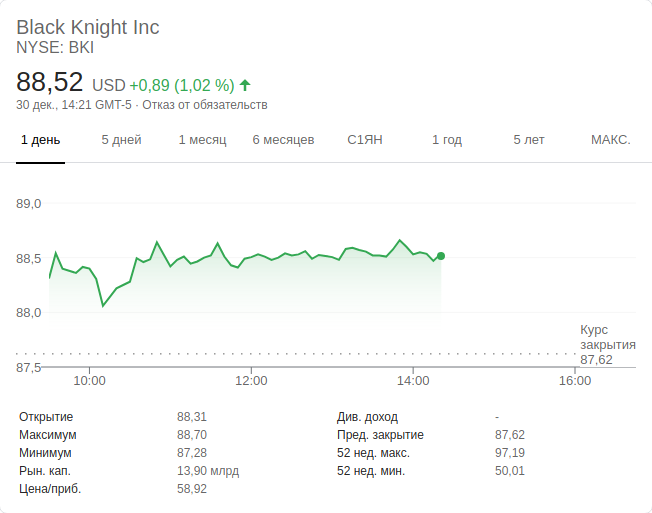 Black Knight Inc
NYSE: BKI
88,52 USD +0,89 (1,02 %)
30 дек., 14:21 GMT-5 · Отказ от обязательств
1 день 5 дней 1 месяц 6 месяцев С1ЯН 1 год 5 лет МАКС.
89,0
88,5
88,0
Курс
закрытия
87,62
87,5
10:00 12:00 14:00 16:00
Открытие 88,31 Див. доход -
Максимум 88,70 Пред. закрытие 87,62
Минимум 87,28 52 нед. макс. 97,19
Рын. кап. 13,90 млрд 52 нед. мин. 50,01
Цена/приб. 58,92